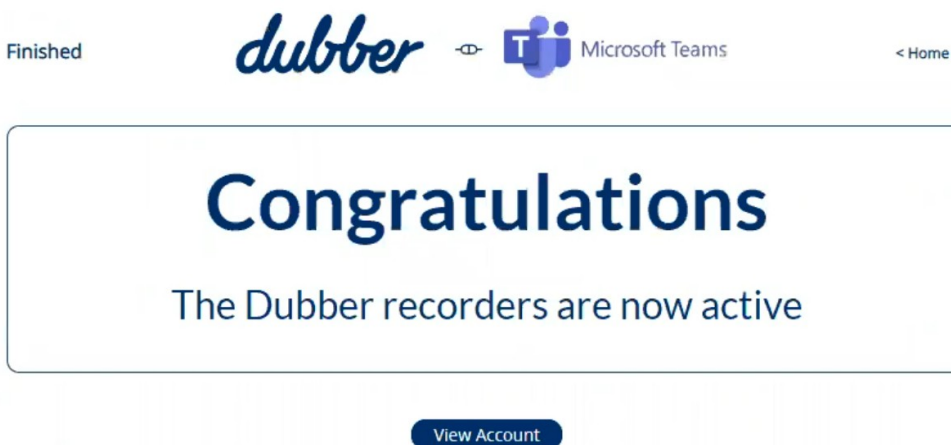 Finished
dubber
T
Microsoft Teams
< Home
Congratulations
The Dubber recorders are now active
View Account